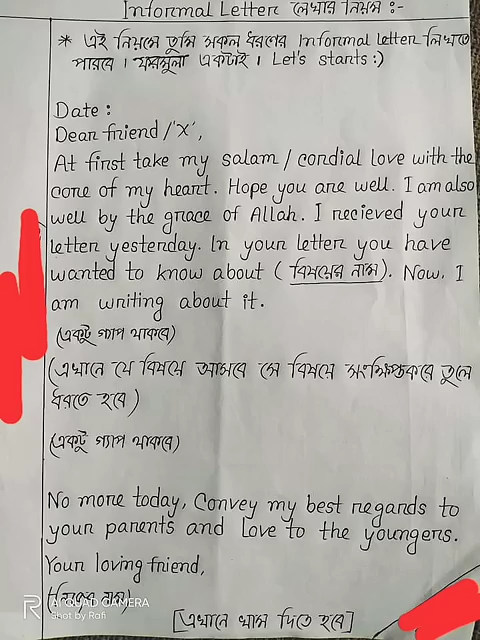 Informal Letter লেখার নিয়ম :-
* এই নিয়মে তুমি সকল ধরণের Informal letter লিখতে
পারবে । ফরমুলা একটাই । Let's starts :)
Date :
Dear friend /'X',
At first take my salam / cordial love with the
core of my heart. Hope you are well. I am also
well by the grace of Allah. I recieved your
letter yesterday. In your letter you have
wanted to know about ( বিষয়ের নাম ). Now, I
am writing about it.
(একটু গ্যাপ থাকবে)
(এখানে যে বিষয়ে আসবে সে বিষয়ে সংক্ষিপ্তকরে তুলে
ধরতে হবে )
(একটু গ্যাপ থাকবে)
No more today, Convey my best regards to
your parents and Love to the youngers.
Your loving friend,
(নিজের নাম)
[এখানে খাম দিতে হবে]
QUAD CAMERA
Shot by Rafi